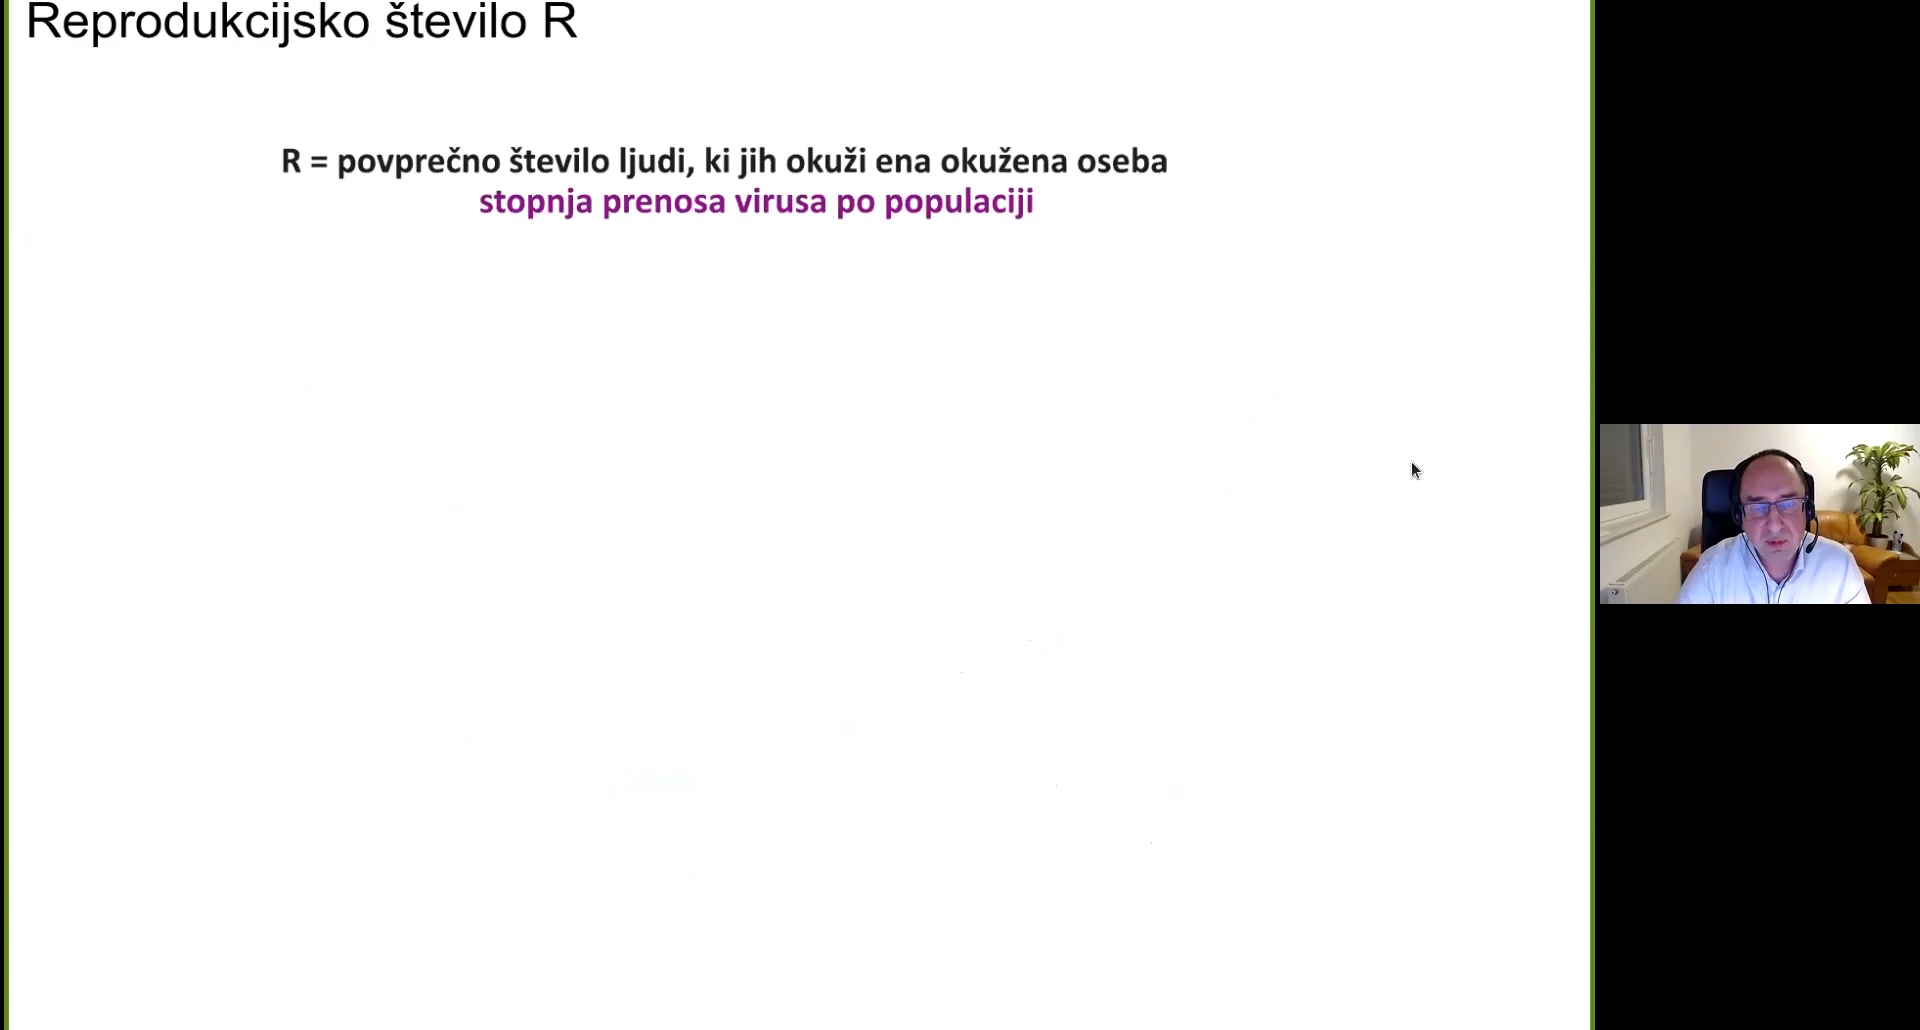 Reprodukcijsko število R
R = povprečno število ljudi, ki jih okuži ena okužena oseba
stopnja prenosa virusa po populaciji